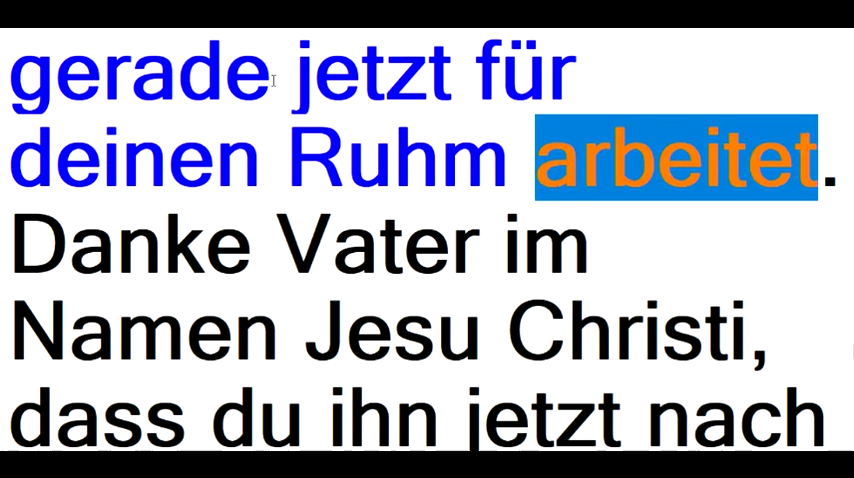 gerade jetzt für
deinen Ruhm arbeitet.
Danke Vater im
Namen Jesu Christi,
dass du ihn jetzt nach